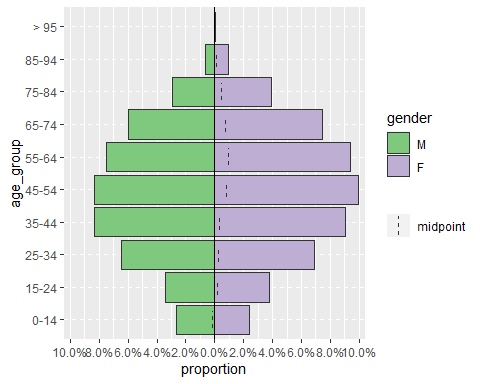 > 95
85-94
75-84
65-74
55-64
45-54
35-44
25-34
15-24
0-14
age_group
10.0% 8.0% 6.0% 4.0% 2.0% 0.0% 2.0% 4.0% 6.0% 8.0% 10.0%
proportion
gender
M
F
midpoint